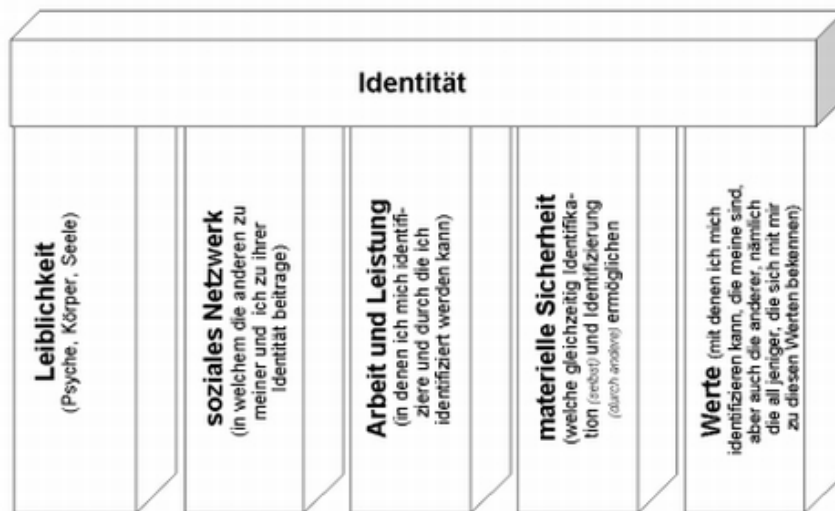 Identität
Leiblichkeit
(Psyche, Körper, Seele)
soziales Netzwerk
(in welchem die anderen zu
meiner und ich zu ihrer
Identität beitrage)
Arbeit und Leistung
(in denen ich mich identifi-
ziere und durch die ich
identifiziert werden kann)
materielle Sicherheit
(welche gleichzeitig Identifika-
tion (selbst) und Identifizierung
(durch andere) ermöglichen
Werte (mit denen ich mich
identifizieren kann, die meine sind,
aber auch die anderer, nämlich
die all jeniger, die sich mit mir
zu diesen Werten bekennen)